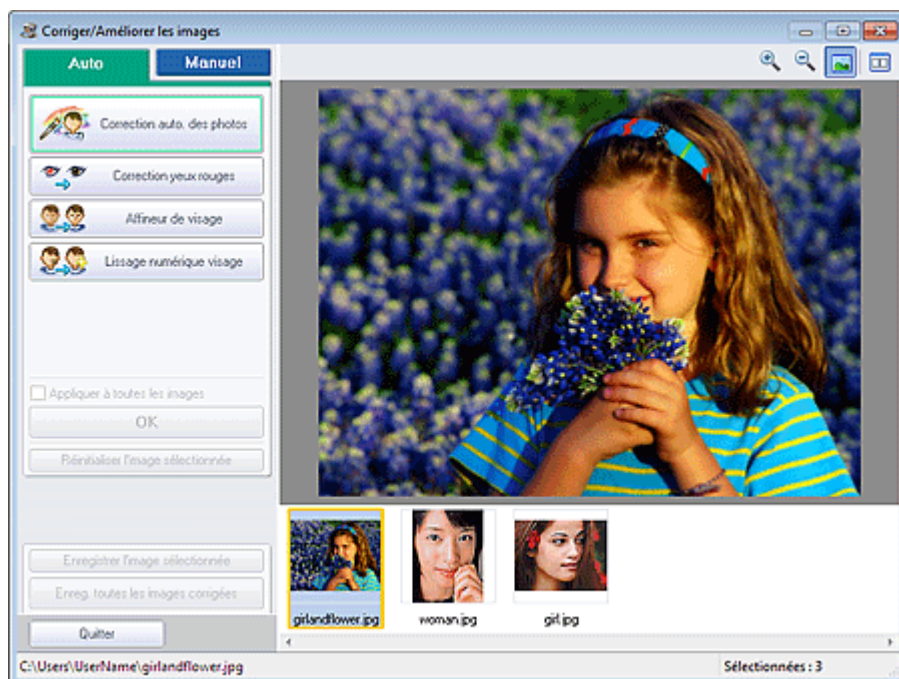 Corriger/Améliorer les images
Auto
Manuel
Correction auto. des photos
Correction yeux rouges
Affineur de visage
Lissage numérique visage
Appliquer à toutes les images
OK
Réinitialiser l'image sélectionnée
Enregistrer l'image sélectionnée
Enreg. toutes les images corrigées
Quitter
girlandflower.jpg
woman.jpg
girl.jpg
C:\Users\UserName\girlandflower.jpg
Sélectionnées : 3